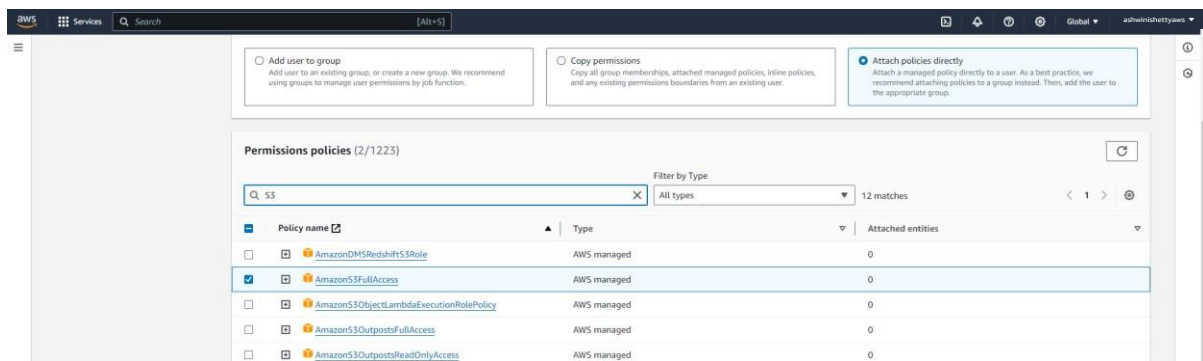 aws Services Search [Alt+S] Global ashwinishettyaws
Add user to group
Add user to an existing group, or create a new group. We recommend
using groups to manage user permissions by job function.
Copy permissions
Copy all group memberships, attached managed policies, inline policies,
and any existing permissions boundaries from an existing user.
Attach policies directly
Attach a managed policy directly to a user. As a best practice, we
recommend attaching policies to a group instead. Then, add the user to
the appropriate group.
Permissions policies (2/1223)
Filter by Type
S3 All types 12 matches 1
Policy name Type Attached entities
AmazonDMSRedshiftS3Role AWS managed 0
AmazonS3FullAccess AWS managed 0
AmazonS3ObjectLambdaExecutionRolePolicy AWS managed 0
AmazonS3OutpostsFullAccess AWS managed 0
AmazonS3OutpostsReadOnlyAccess AWS managed 0